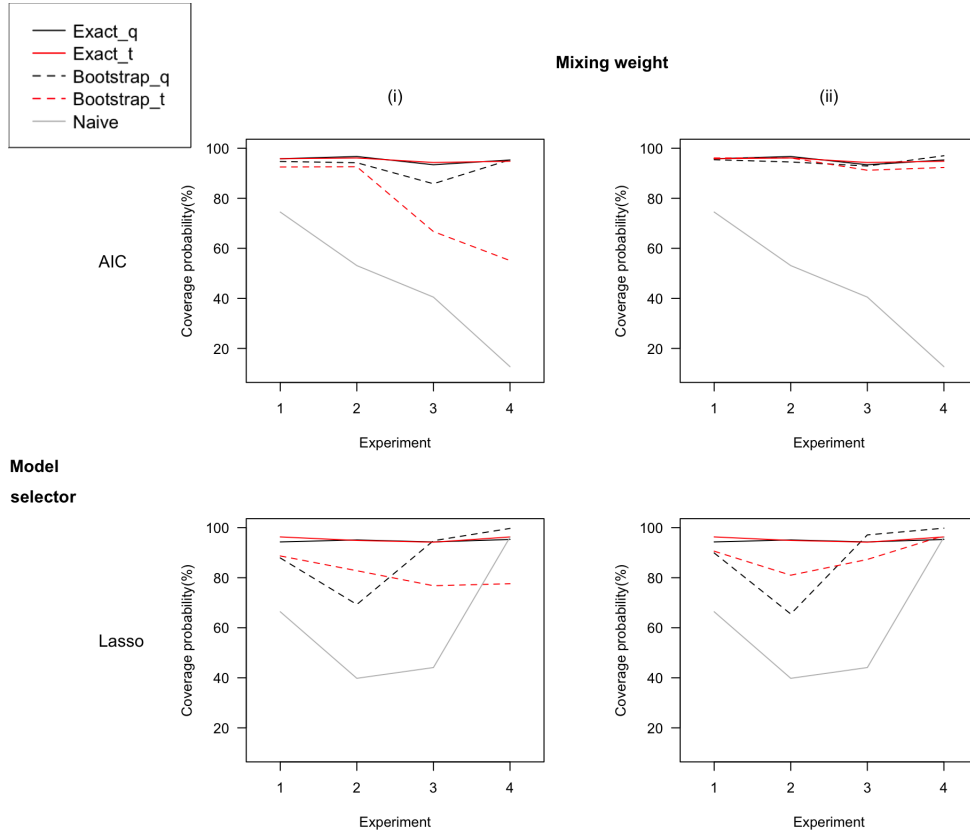 Exact_q
Exact_t
Bootstrap_q
Bootstrap_t
Naive
Mixing weight
(i)
(ii)
Model
selector
AIC
Coverage probability(%)
100
80
60
40
20
1 2 3 4
Experiment
Coverage probability(%)
100
80
60
40
20
1 2 3 4
Experiment
Lasso
Coverage probability(%)
100
80
60
40
20
1 2 3 4
Experiment
Coverage probability(%)
100
80
60
40
20
1 2 3 4
Experiment